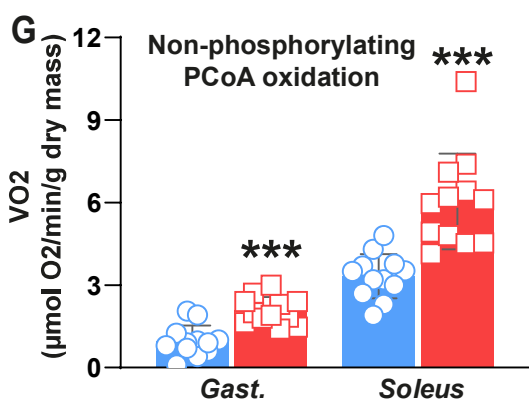 G
Non-phosphorylating
PCoA oxidation
VO2
(µmol O2/min/g dry mass)
12
9
6
3
0
***
***
Gast.
Soleus